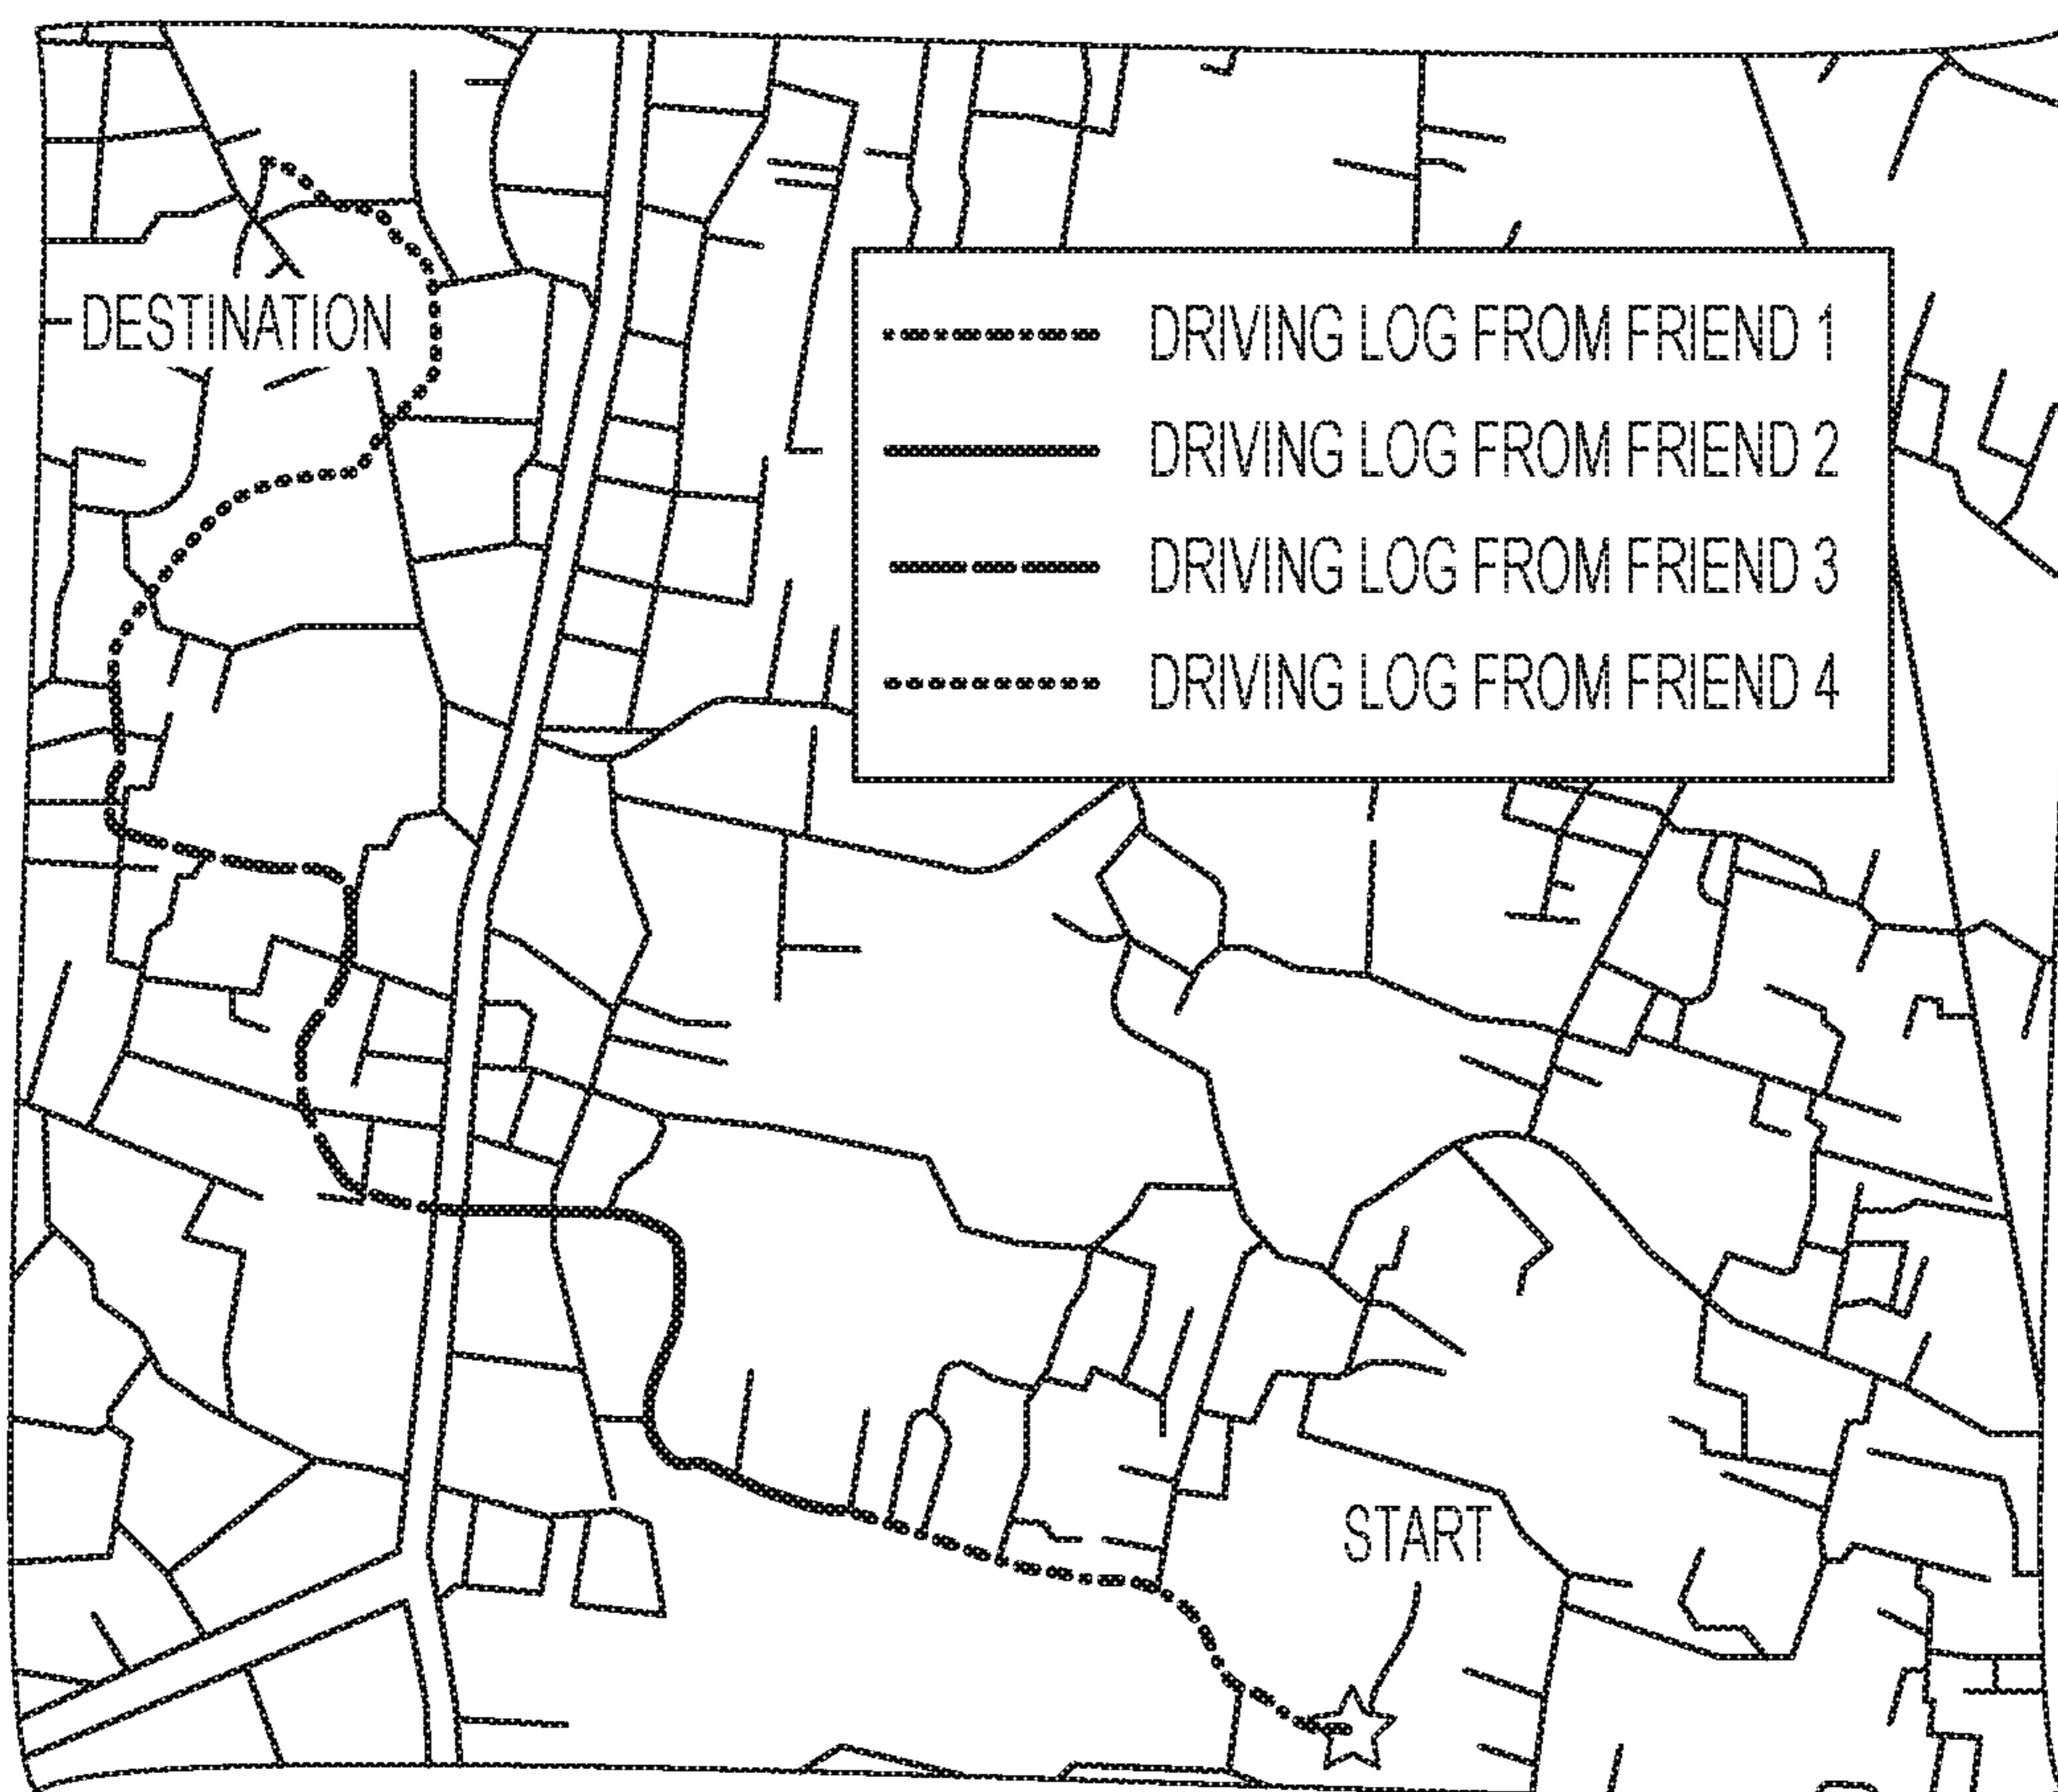 DESTINATION
DRIVING LOG FROM FRIEND 1
DRIVING LOG FROM FRIEND 2
DRIVING LOG FROM FRIEND 3
DRIVING LOG FROM FRIEND 4
START